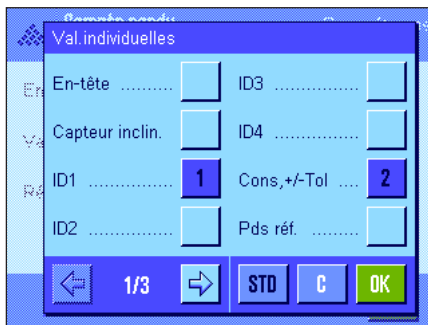 Val.individuelles
En-tête ..........
Capteur inclin.
ID1 ................ 1
ID2 ................
ID3 ................
ID4 ................
Cons,+/-Tol .... 2
Pds réf. .........
1/3
STD
C
OK